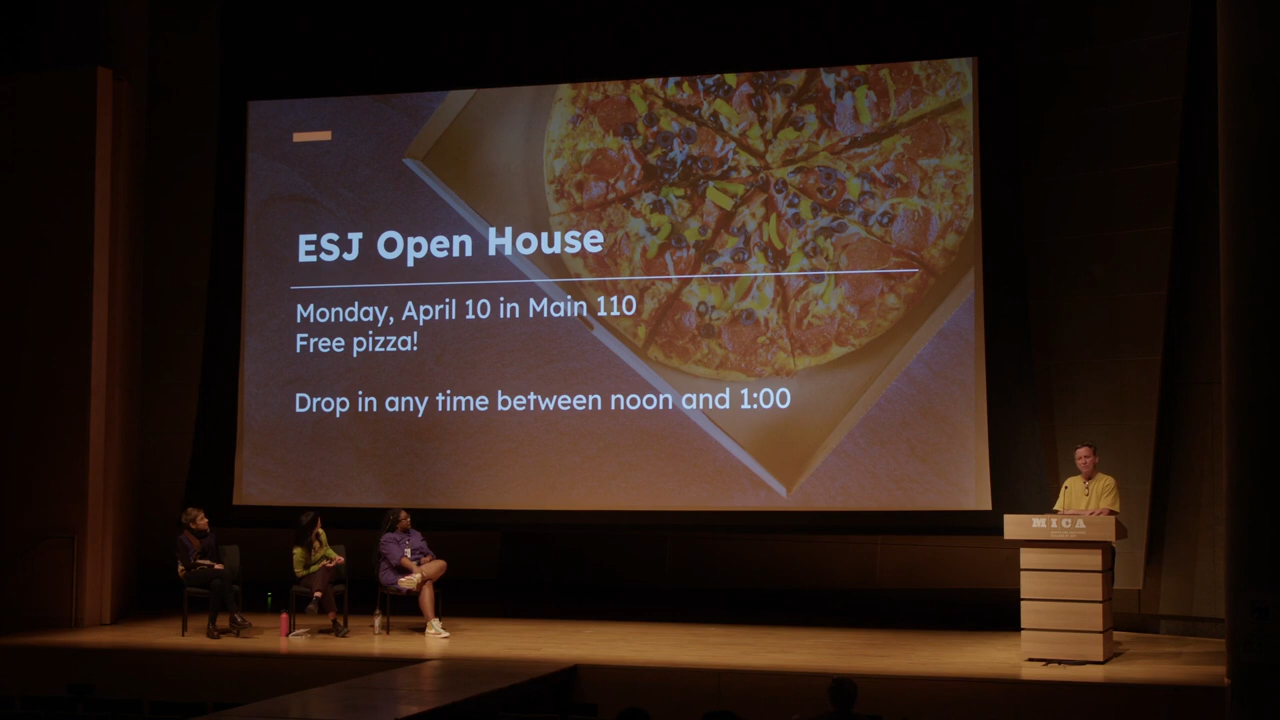 ESJ Open House
Monday, April 10 in Main 110
Free pizza!
Drop in any time between noon and 1:00
MICA